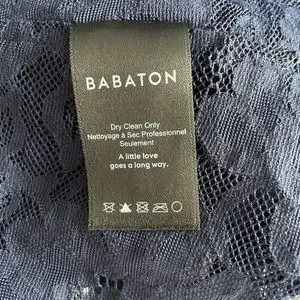 BABATON
Dry Clean Only
Nettoyage à Sec Professionnel
Seulement
A little love
goes a long way.